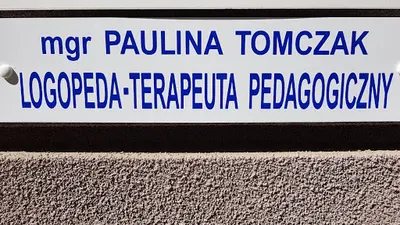 mgr PAULINA TOMCZAK
LOGOPEDA-TERAPEUTA PEDAGOGICZNY